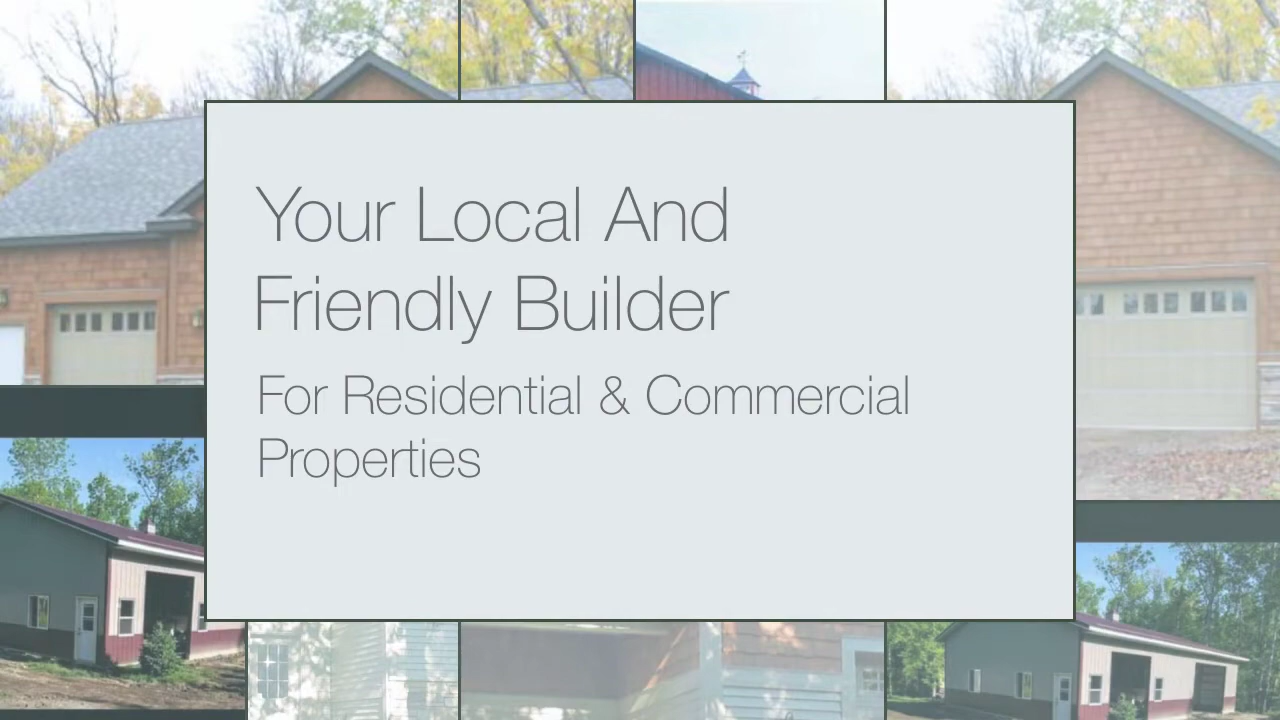 Your Local And
Friendly Builder
For Residential & Commercial
Properties